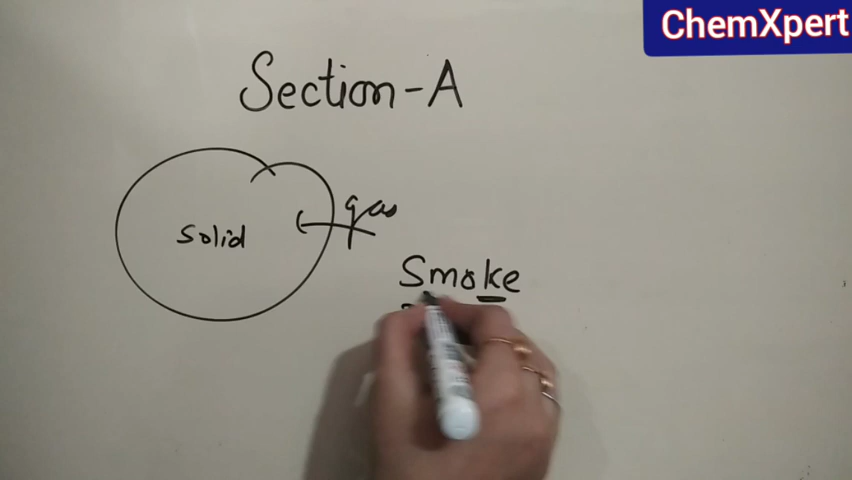 ChemXpert
Section-A
Solid
gas
Smoke